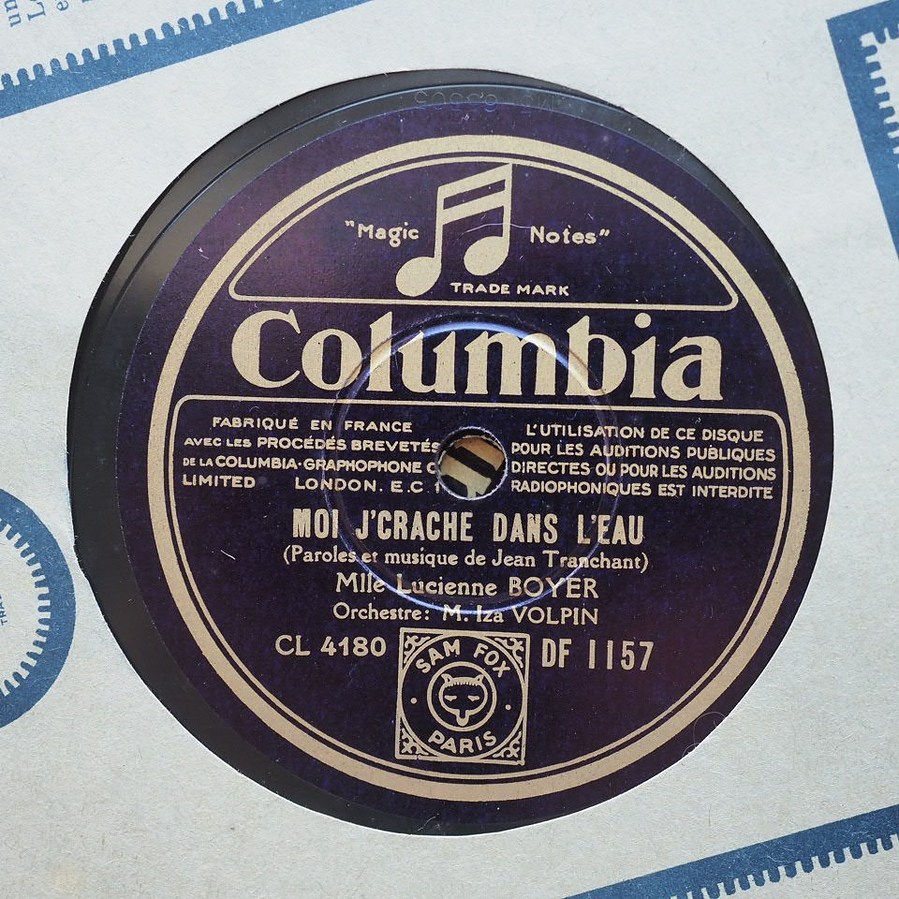 "Magic Notes"
TRADE MARK
Columbia
FABRIQUÉ EN FRANCE
AVEC LES PROCÉDÉS BREVETÉS
DE LA COLUMBIA-GRAPHOPHONE
LIMITED LONDON. E.C 1
L'UTILISATION DE CE DISQUE
POUR LES AUDITIONS PUBLIQUES
DIRECTES OU POUR LES AUDITIONS
RADIOPHONIQUES EST INTERDITE
MOI J'CRACHE DANS L'EAU
(Paroles et musique de Jean Tranchant)
Mlle Lucienne BOYER
Orchestre: M. Iza VOLPIN
CL 4180 DF 1157
SAM FOX
PARIS